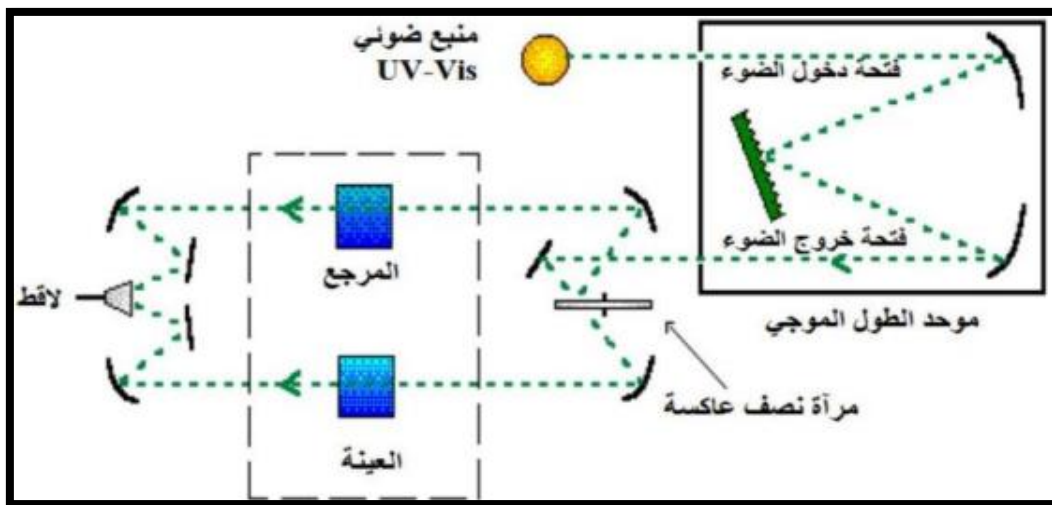 منبع ضوئي
UV-Vis
فتحة دخول الضوء
فتحة خروج الضوء
موحد الطول الموجي
المرجع
لاقط
مرآة نصف عاكسة
العينة